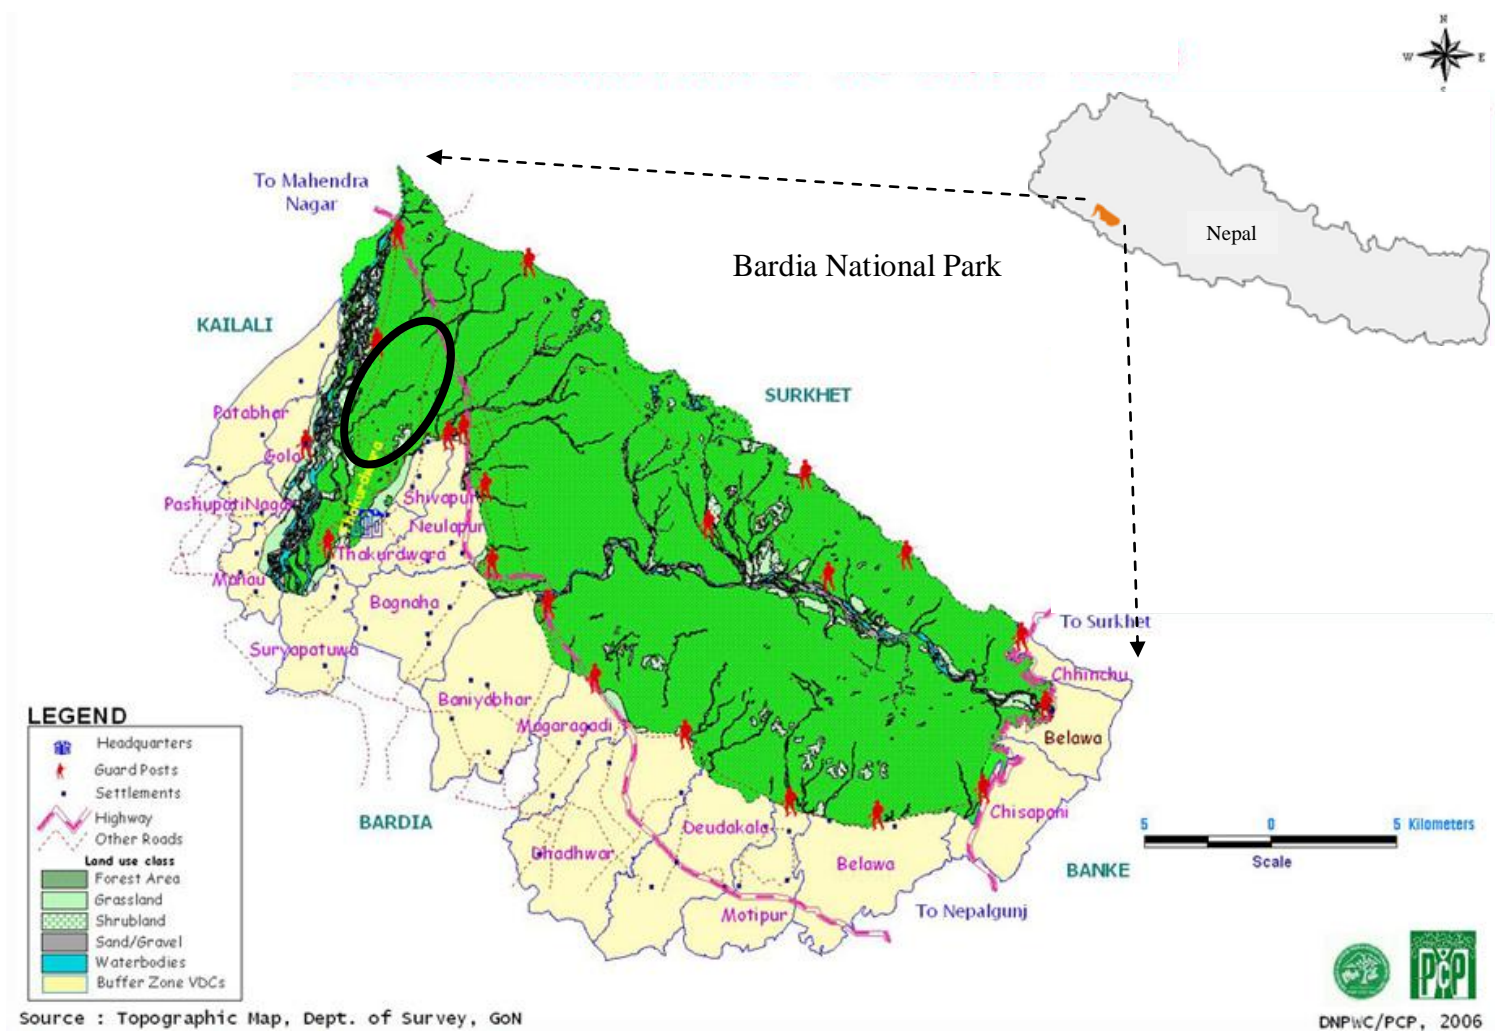 N
W E
To Mahendra
Nagar
Nepal
Bardia National Park
KAILALI
SURKHET
Patabhar
Gola
Thakurdwara
Shivapur
PashupatiNagar
Neulapur
Thakurdwara
Manau
Bagnaha
To Surkhet
Suryapatuwa
Chhinchu
Baniyabhar
Magaragadi
Belawa
LEGEND
Headquarters
Guard Posts
Settlements
Highway
Other Roads
Land use class
Forest Area
Grassland
Shrubland
Sand/Gravel
Waterbodies
Buffer Zone VDCs
BARDIA
Chisapani
Deudakala
Dhadhwar
Belawa
BANKE
Motipur
To Nepalgunj
5 0 5 Kilometers
Scale
PCP
Source : Topographic Map, Dept. of Survey, GoN
DNPWC/PCP, 2006